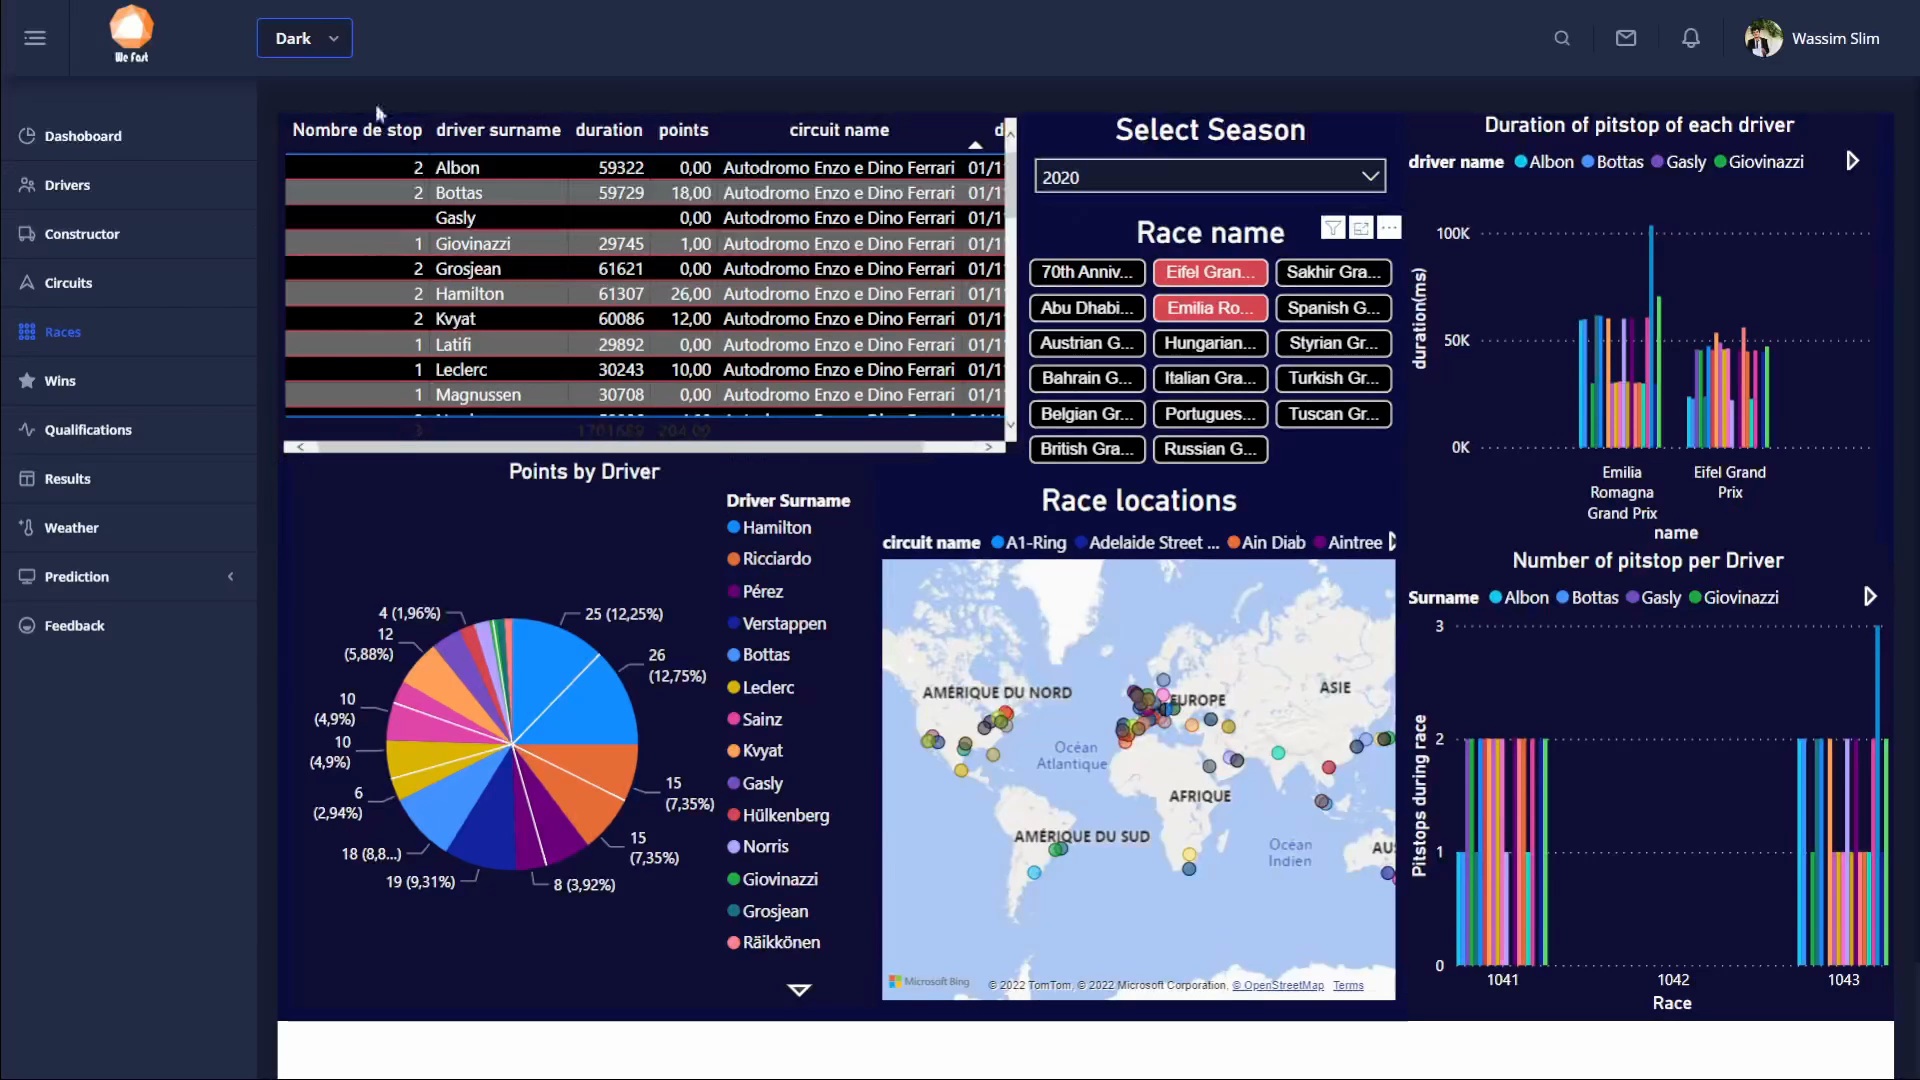 We Fast
Dark
Wassim Slim
Dashoboard
Drivers
Constructor
Circuits
Races
Wins
Qualifications
Results
Weather
Prediction
Feedback
Nombre de stop driver surname duration points circuit name d
2 Albon 59322 0,00 Autodromo Enzo e Dino Ferrari 01/1
2 Bottas 59729 18,00 Autodromo Enzo e Dino Ferrari 01/1
Gasly 0,00 Autodromo Enzo e Dino Ferrari 01/1
1 Giovinazzi 29745 1,00 Autodromo Enzo e Dino Ferrari 01/1
2 Grosjean 61621 0,00 Autodromo Enzo e Dino Ferrari 01/1
2 Hamilton 61307 26,00 Autodromo Enzo e Dino Ferrari 01/1
2 Kvyat 60086 12,00 Autodromo Enzo e Dino Ferrari 01/1
1 Latifi 29892 0,00 Autodromo Enzo e Dino Ferrari 01/1
1 Leclerc 30243 10,00 Autodromo Enzo e Dino Ferrari 01/1
1 Magnussen 30708 0,00 Autodromo Enzo e Dino Ferrari 01/1
3 1701689 204,00
Select Season
2020
Race name
70th Anniv... Eifel Gran... Sakhir Gra...
Abu Dhabi... Emilia Ro... Spanish G...
Austrian G... Hungarian... Styrian Gr...
Bahrain G... Italian Gra... Turkish Gr...
Belgian Gr... Portugues... Tuscan Gr...
British Gra... Russian G...
Duration of pitstop of each driver
driver name Albon Bottas Gasly Giovinazzi
duration(ms)
100K
50K
0K
Emilia
Romagna
Grand Prix
Eifel Grand
Prix
name
Points by Driver
25 (12,25%)
26
(12,75%)
15
(7,35%)
15
(7,35%)
8 (3,92%)
19 (9,31%)
18 (8,8...)
6
(2,94%)
10
(4,9%)
10
(4,9%)
12
(5,88%)
4 (1,96%)
Driver Surname
Hamilton
Ricciardo
Pérez
Verstappen
Bottas
Leclerc
Sainz
Kvyat
Gasly
Hülkenberg
Norris
Giovinazzi
Grosjean
Räikkönen
Race locations
circuit name A1-Ring Adelaide Street ... Ain Diab Aintree
AMÉRIQUE DU NORD
EUROPE
ASIE
Océan
Atlantique
AFRIQUE
AMÉRIQUE DU SUD
Océan
Indien
AU
Microsoft Bing
© 2022 TomTom, © 2022 Microsoft Corporation, © OpenStreetMap Terms
Number of pitstop per Driver
Surname Albon Bottas Gasly Giovinazzi
Pitstops during race
3
2
1
0
1041 1042 1043
Race